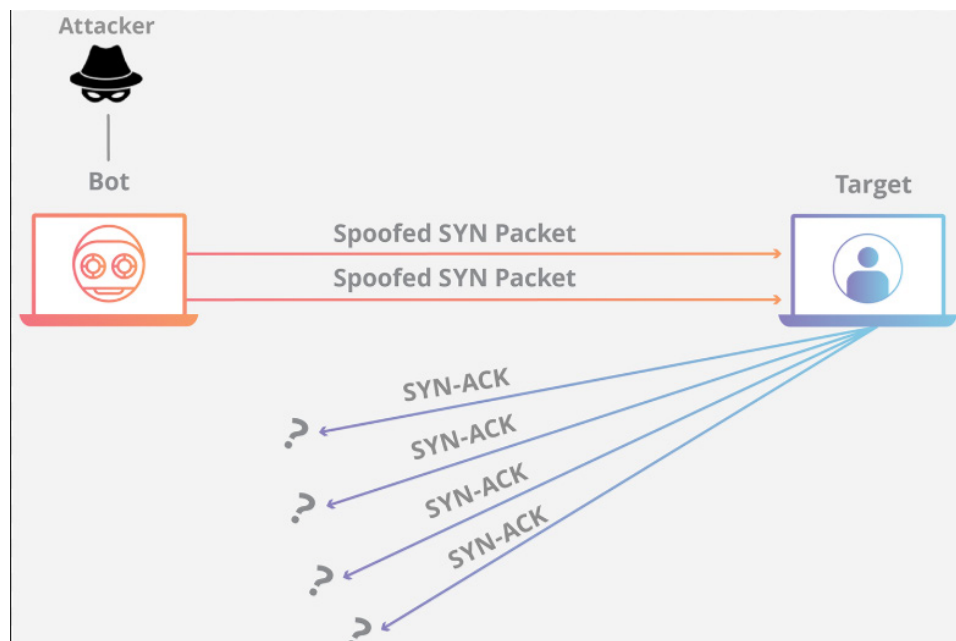 Attacker
Bot
Target
Spoofed SYN Packet
Spoofed SYN Packet
SYN-ACK
?
SYN-ACK
?
SYN-ACK
?
SYN-ACK
?